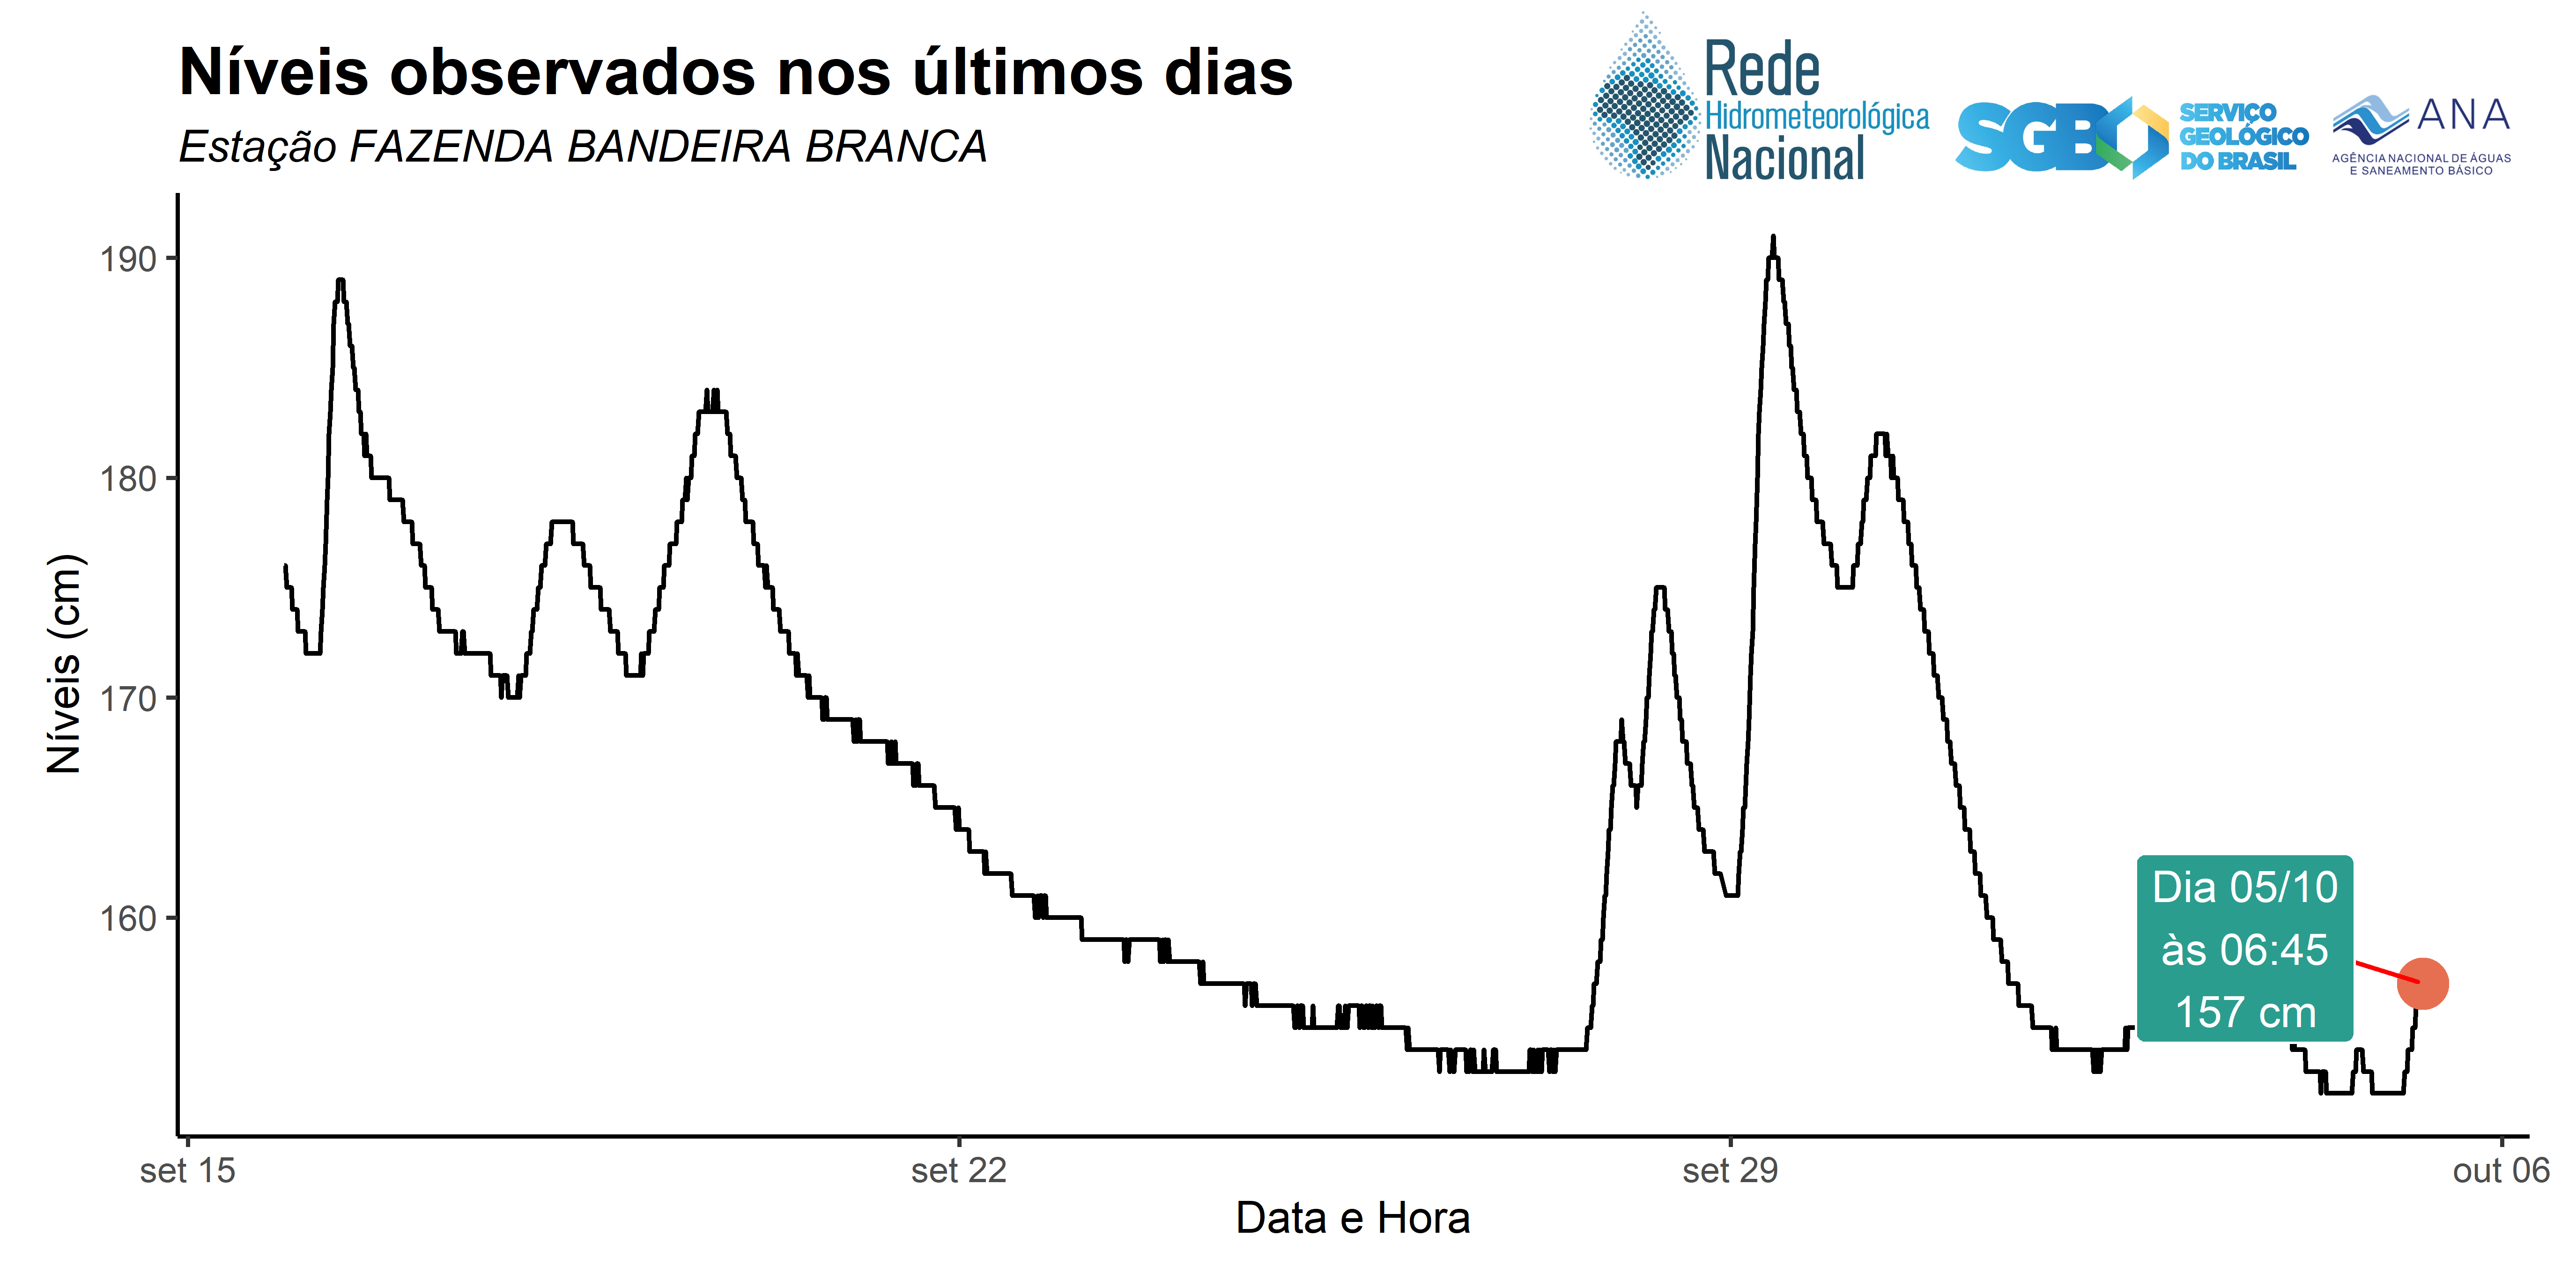 Níveis observados nos últimos dias
Estação FAZENDA BANDEIRA BRANCA
Rede
Hidrometeorológica
Nacional
SGB
SERVIÇO
GEOLÓGICO
DO BRASIL
ANA
AGÊNCIA NACIONAL DE ÁGUAS
E SANEAMENTO BÁSICO
Níveis (cm)
190
180
170
160
Dia 05/10
às 06:45
157 cm
set 15
set 22
set 29
out 06
Data e Hora